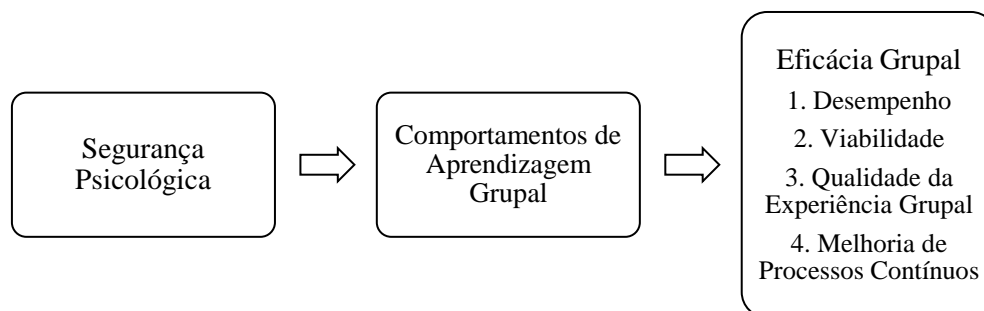 Segurança
Psicológica
Comportamentos de
Aprendizagem
Grupal
Eficácia Grupal
1. Desempenho
2. Viabilidade
3. Qualidade da
Experiência Grupal
4. Melhoria de
Processos Contínuos